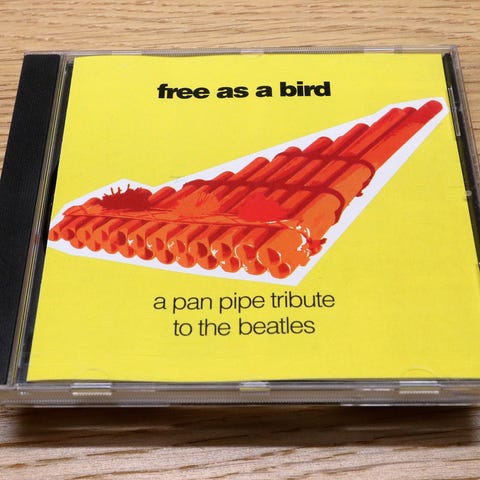 free as a bird
a pan pipe tribute
to the beatles